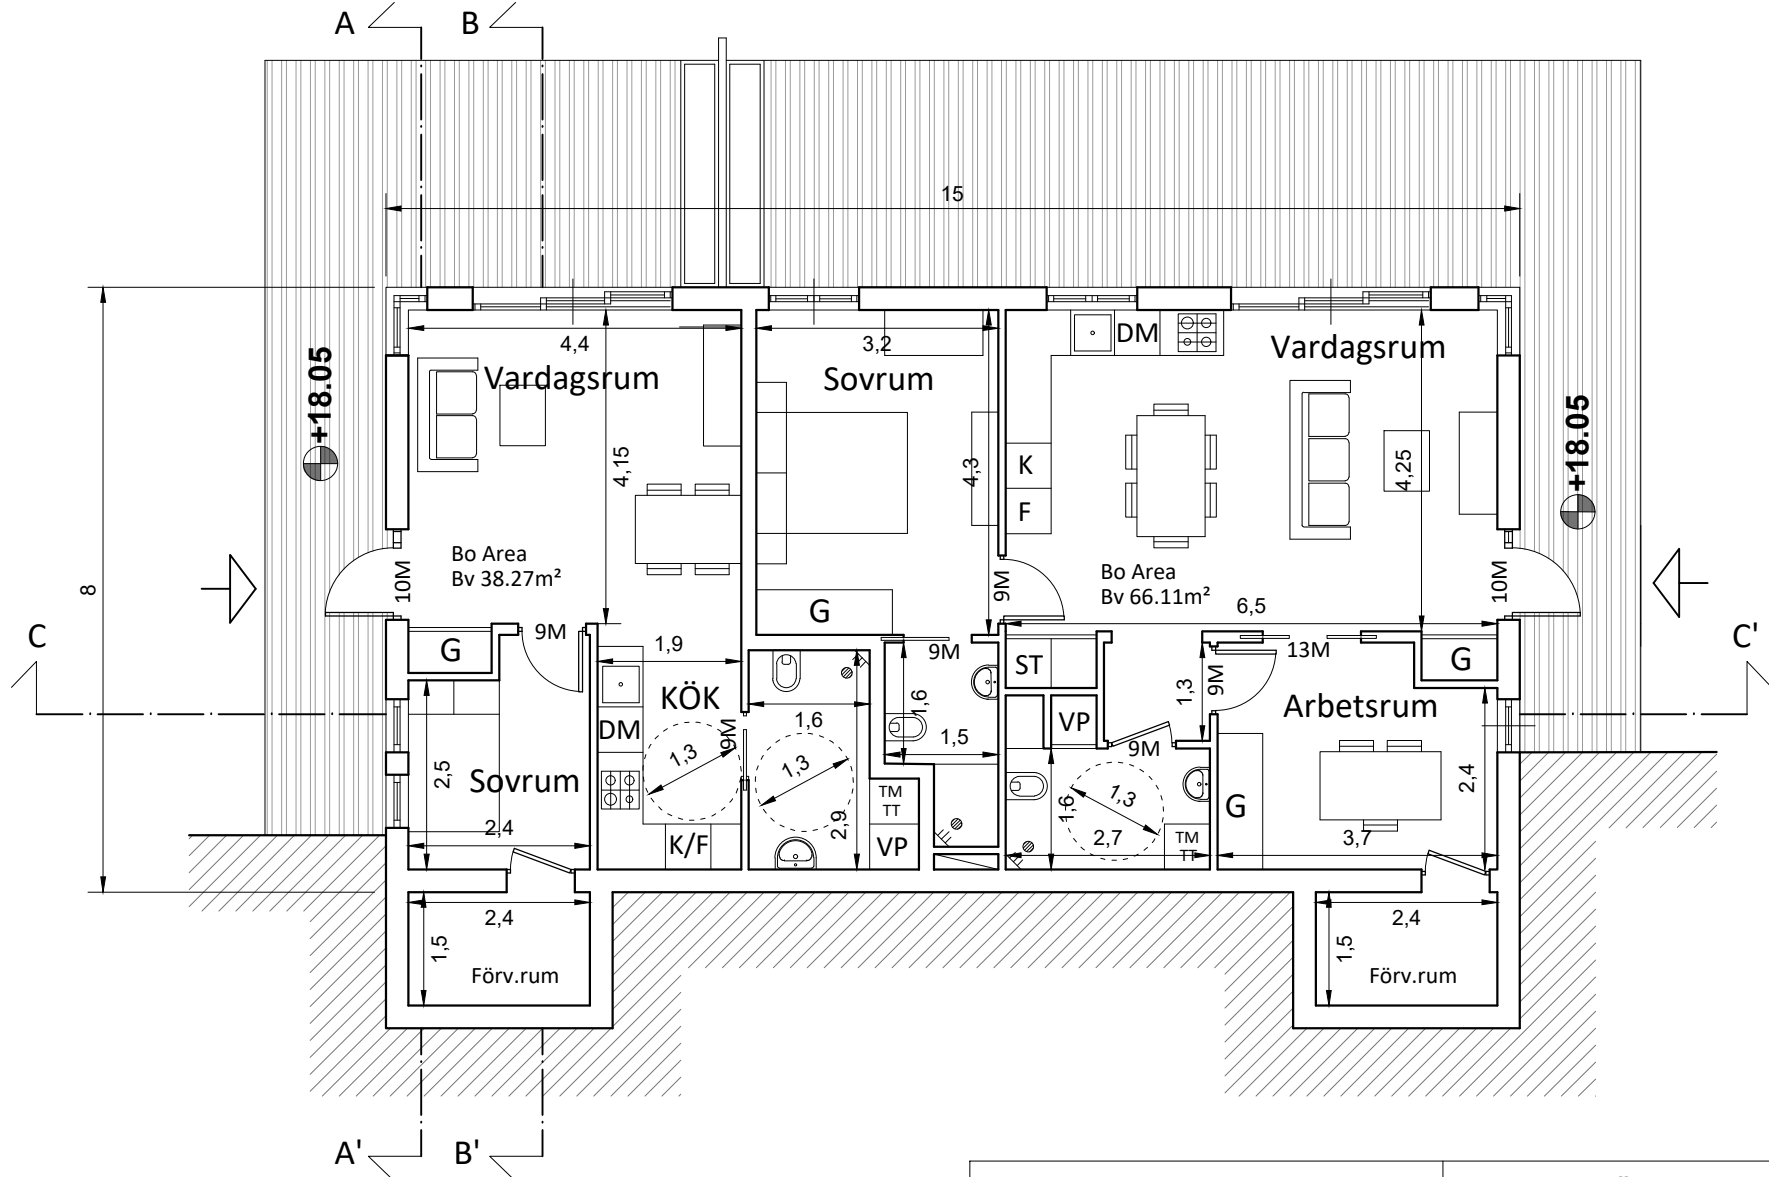 A
B
15
4,4
3,2
DM
Vardagsrum
Vardagsrum
Sovrum
+18.05
+18.05
4,15
4,3
K
4,25
F
Bo Area
Bv 38.27m²
Bo Area
Bv 66.11m²
10M
9M
10M
8
G
6,5
C
9M
C'
G
1,9
9M
ST
1,3
9M
13M
G
KÖK
1,6
1,6
VP
Arbetsrum
DM
9M
1,5
9M
2,5
Sovrum
1,3
1,3
1,6
1,3
G
2,4
2,4
2,9
TM
TT
2,7
TM
TT
3,7
K/F
VP
2,4
1,5
Förv.rum
2,4
1,5
Förv.rum
A'
B'